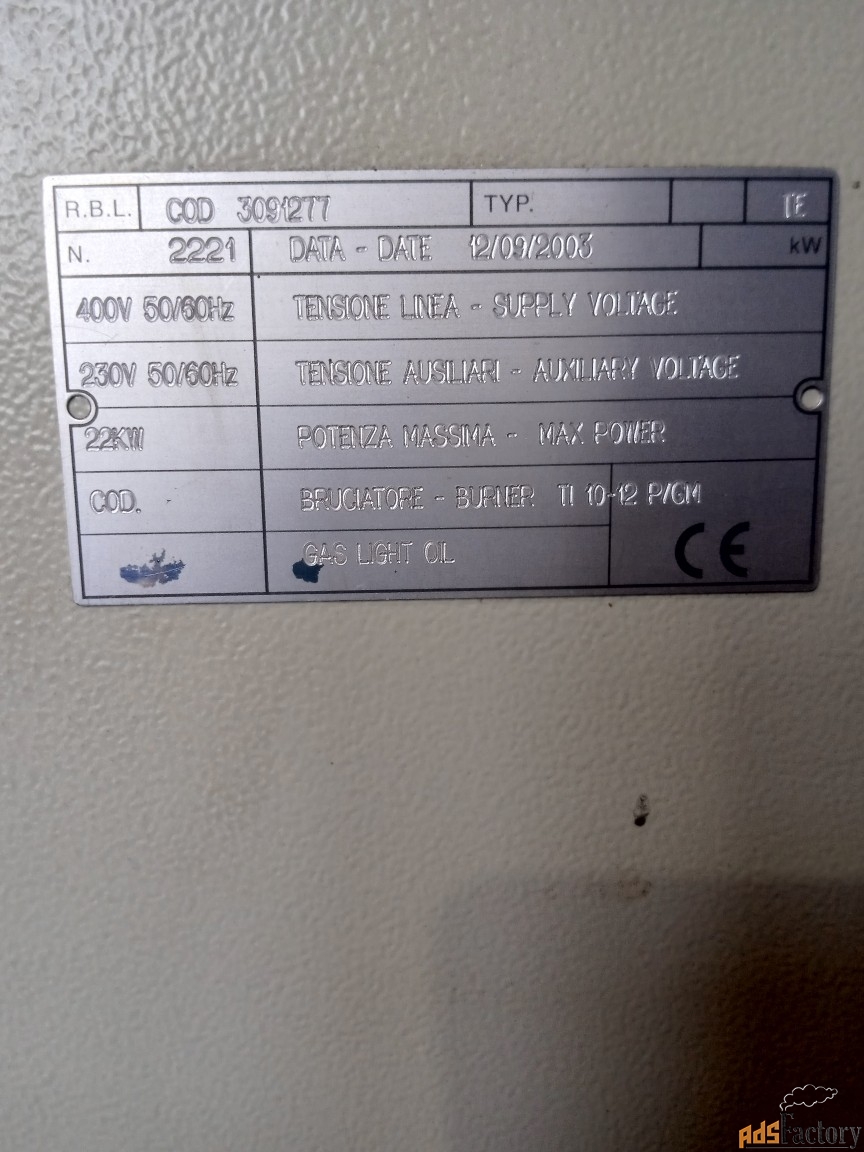 R.B.L. COD 3091277 TYP. TE
N. 2221 DATA - DATE 12/09/2003 kW
400V 50/60Hz TENSIONE LINEA - SUPPLY VOLTAGE
230V 50/60Hz TENSIONE AUSILIARI - AUXILIARY VOLTAGE
22KW POTENZA MASSIMA - MAX POWER
COD. - BRUCIATORE - BURNER TI 10-12 P/GM
GAS LIGHT OIL CE
AdsFactory